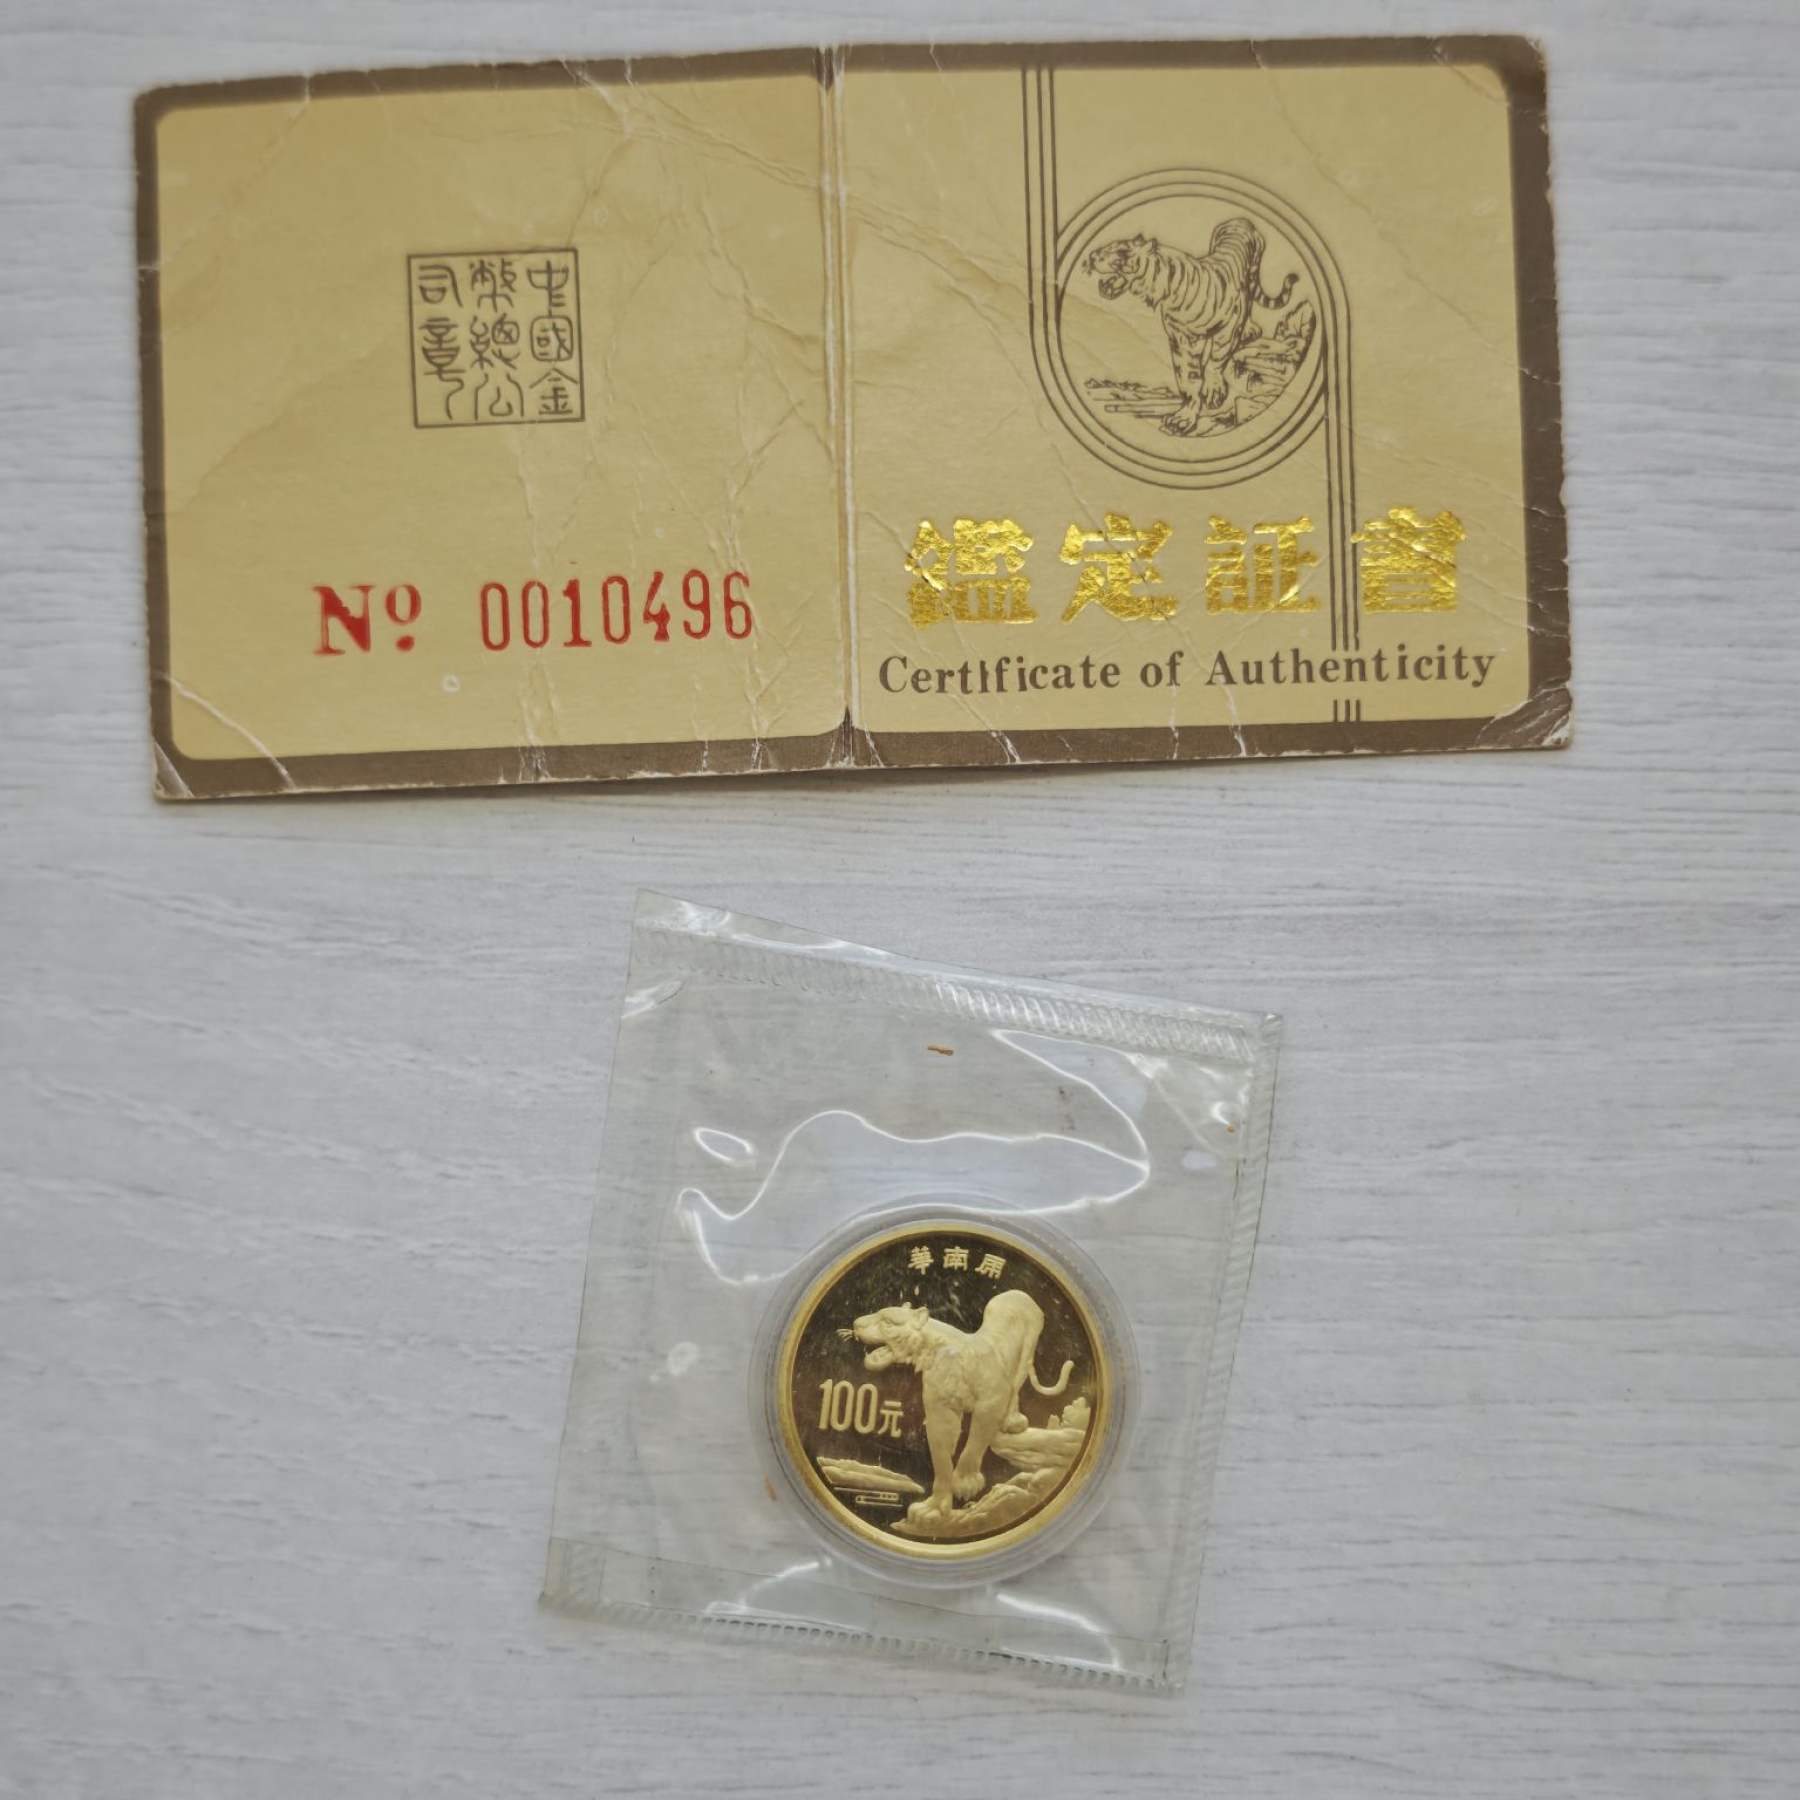 中國金
幣總公
司章
Nº 0010496
鑑定証書
Certificate of Authenticity
華南虎
100元